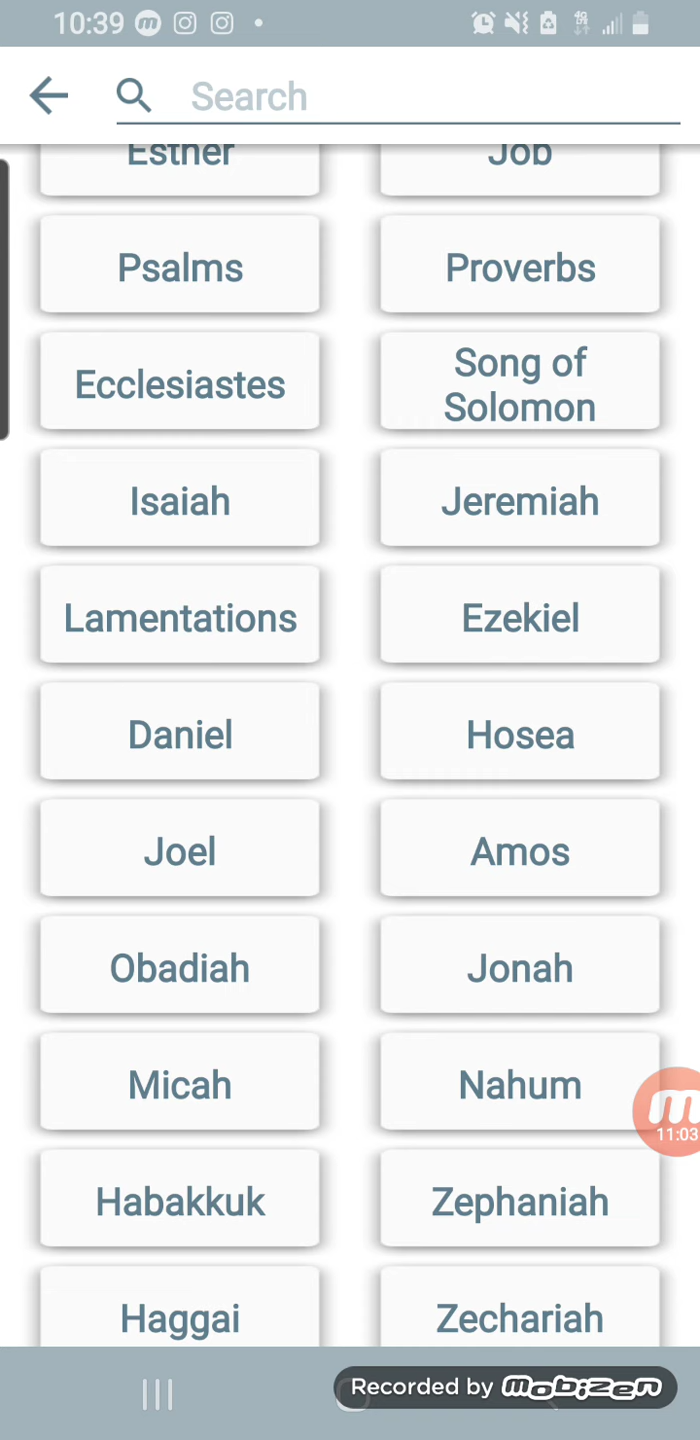 10:39
Search
Esther Job
Psalms Proverbs
Ecclesiastes Song of
Solomon
Isaiah Jeremiah
Lamentations Ezekiel
Daniel Hosea
Joel Amos
Obadiah Jonah
Micah Nahum
m
11:03
Habakkuk Zephaniah
Haggai Zechariah
Recorded by mobizen